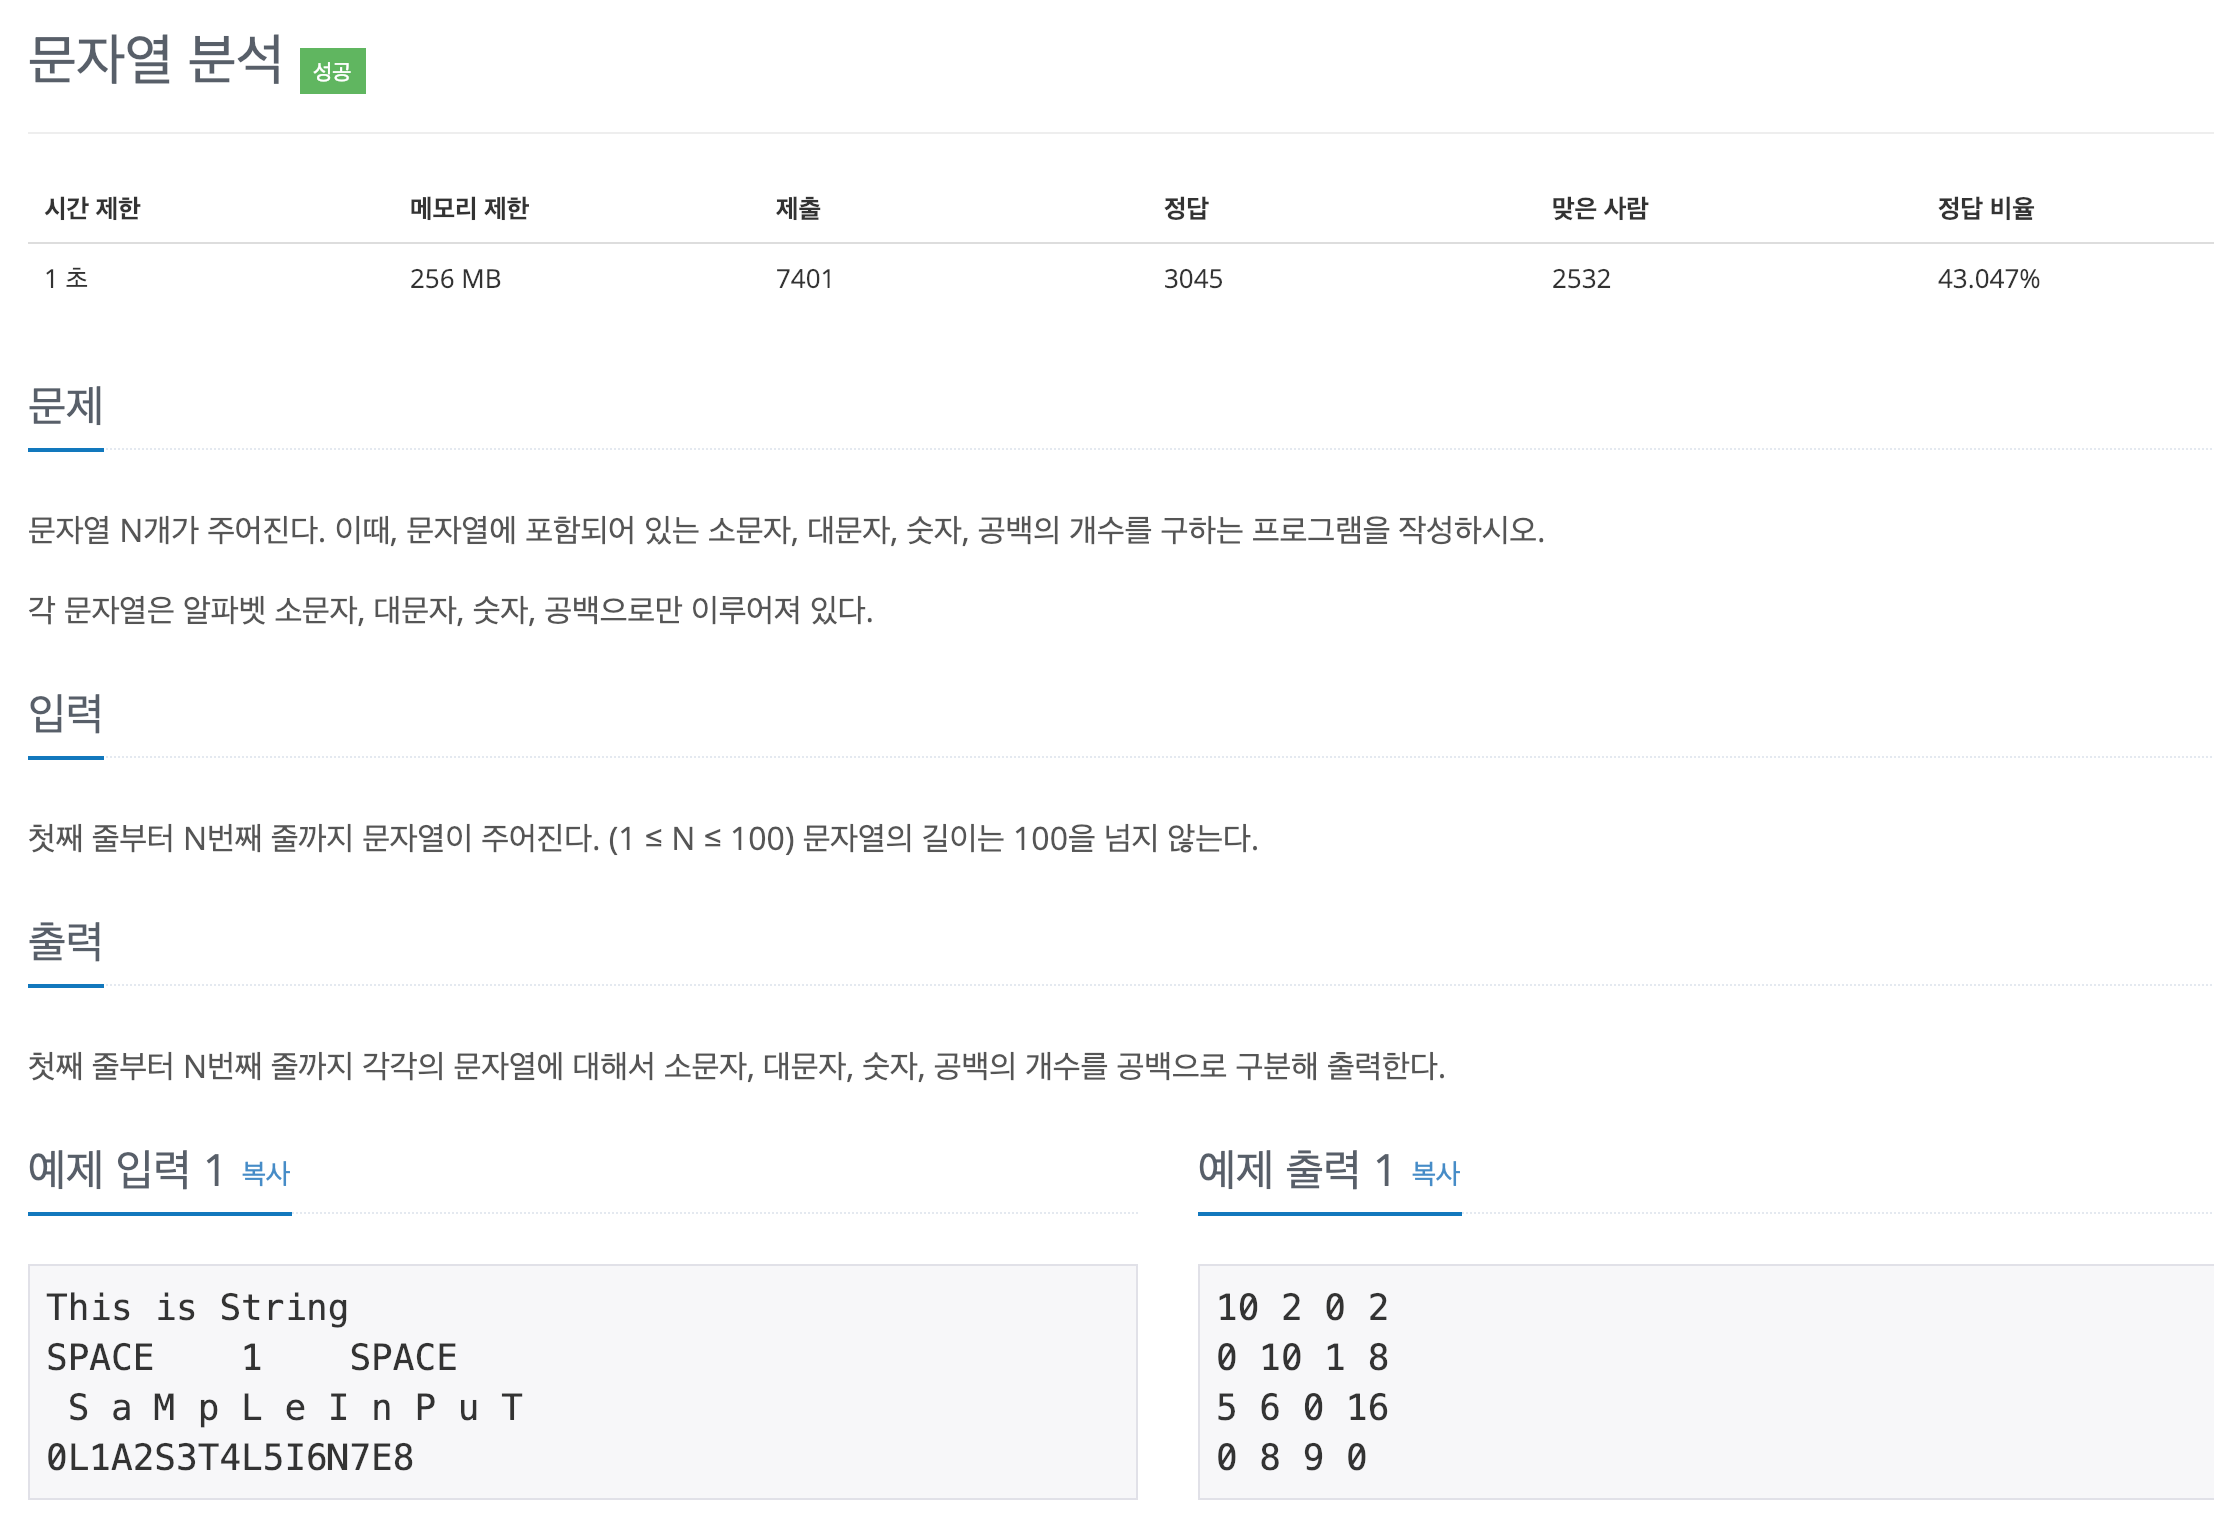 문자열 분석 성공
시간 제한 메모리 제한 제출 정답 맞은 사람 정답 비율
1 초 256 MB 7401 3045 2532 43.047%
문제
문자열 N개가 주어진다. 이때, 문자열에 포함되어 있는 소문자, 대문자, 숫자, 공백의 개수를 구하는 프로그램을 작성하시오.
각 문자열은 알파벳 소문자, 대문자, 숫자, 공백으로만 이루어져 있다.
입력
첫째 줄부터 N번째 줄까지 문자열이 주어진다. (1 ≤ N ≤ 100) 문자열의 길이는 100을 넘지 않는다.
출력
첫째 줄부터 N번째 줄까지 각각의 문자열에 대해서 소문자, 대문자, 숫자, 공백의 개수를 공백으로 구분해 출력한다.
예제 입력 1 복사
This is String
SPACE    1    SPACE
 S a M p L e I n P u T
0L1A2S3T4L5I6N7E8
예제 출력 1 복사
10 2 0 2
0 10 1 8
5 6 0 16
0 8 9 0